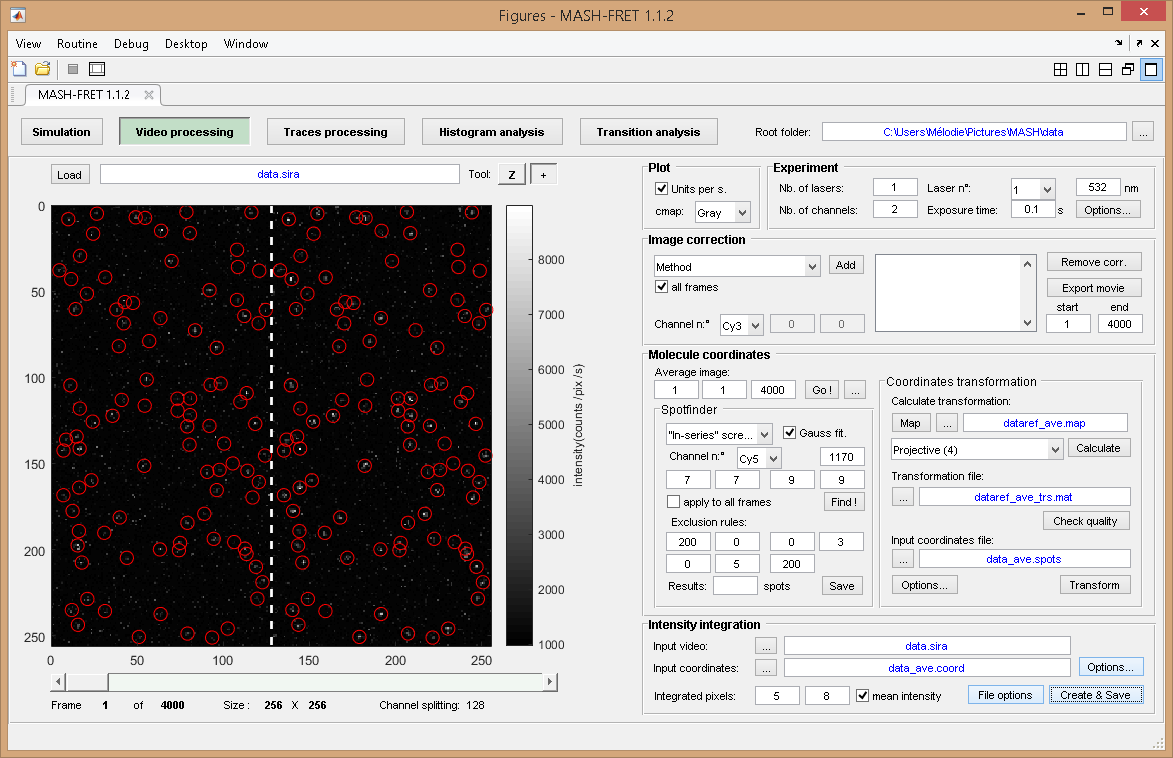 Figures - MASH-FRET 1.1.2
View Routine Debug Desktop Window
MASH-FRET 1.1.2
Simulation Video processing Traces processing Histogram analysis Transition analysis Root folder: C:\Users\Mélodie\Pictures\MASH\data ...
Load data.sira Tool: Z +
0
50
100
150
200
250
0 50 100 150 200 250
8000
7000
6000
5000
4000
3000
2000
1000
intensity(counts /pix /s)
Frame 1 of 4000 Size : 256 X 256 Channel splitting: 128
Plot
Units per s.
cmap: Gray
Experiment
Nb. of lasers: 1 Laser n°: 1 532 nm
Nb. of channels: 2 Exposure time: 0.1 s Options...
Image correction
Method Add
all frames
Channel n:° Cy3 0 0
Remove corr.
Export movie
start end
1 4000
Molecule coordinates
Average image:
1 1 4000 Go ! ...
Spotfinder
"In-series" scre... Gauss fit.
Channel n:° Cy5 1170
7 7 9 9
apply to all frames Find !
Exclusion rules:
200 0 0 3
0 5 200
Results: spots Save
Coordinates transformation
Calculate transformation:
Map ... dataref_ave.map
Projective (4) Calculate
Transformation file:
... dataref_ave_trs.mat
Check quality
Input coordinates file:
... data_ave.spots
Options... Transform
Intensity integration
Input video: ... data.sira
Input coordinates: ... data_ave.coord Options...
Integrated pixels: 5 8 mean intensity File options Create & Save